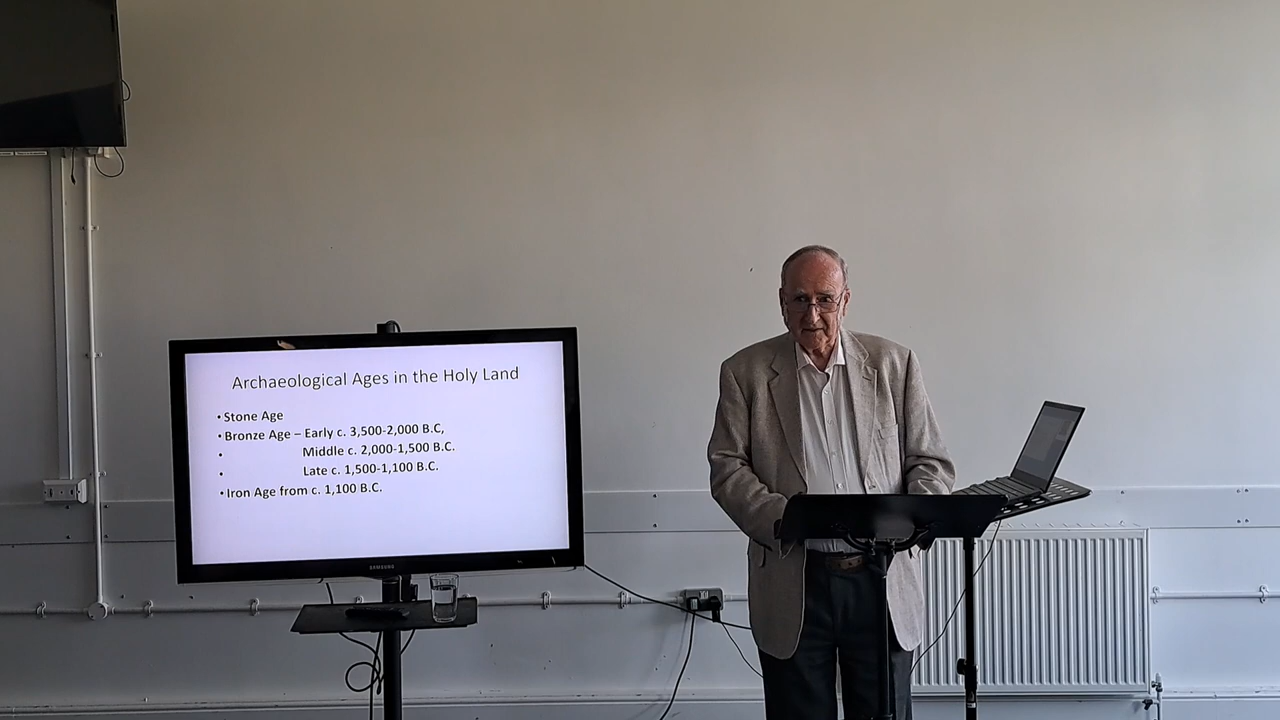 Archaeological Ages in the Holy Land
• Stone Age
• Bronze Age – Early c. 3,500-2,000 B.C,
• Middle c. 2,000-1,500 B.C.
• Late c. 1,500-1,100 B.C.
• Iron Age from c. 1,100 B.C.
SAMSUNG